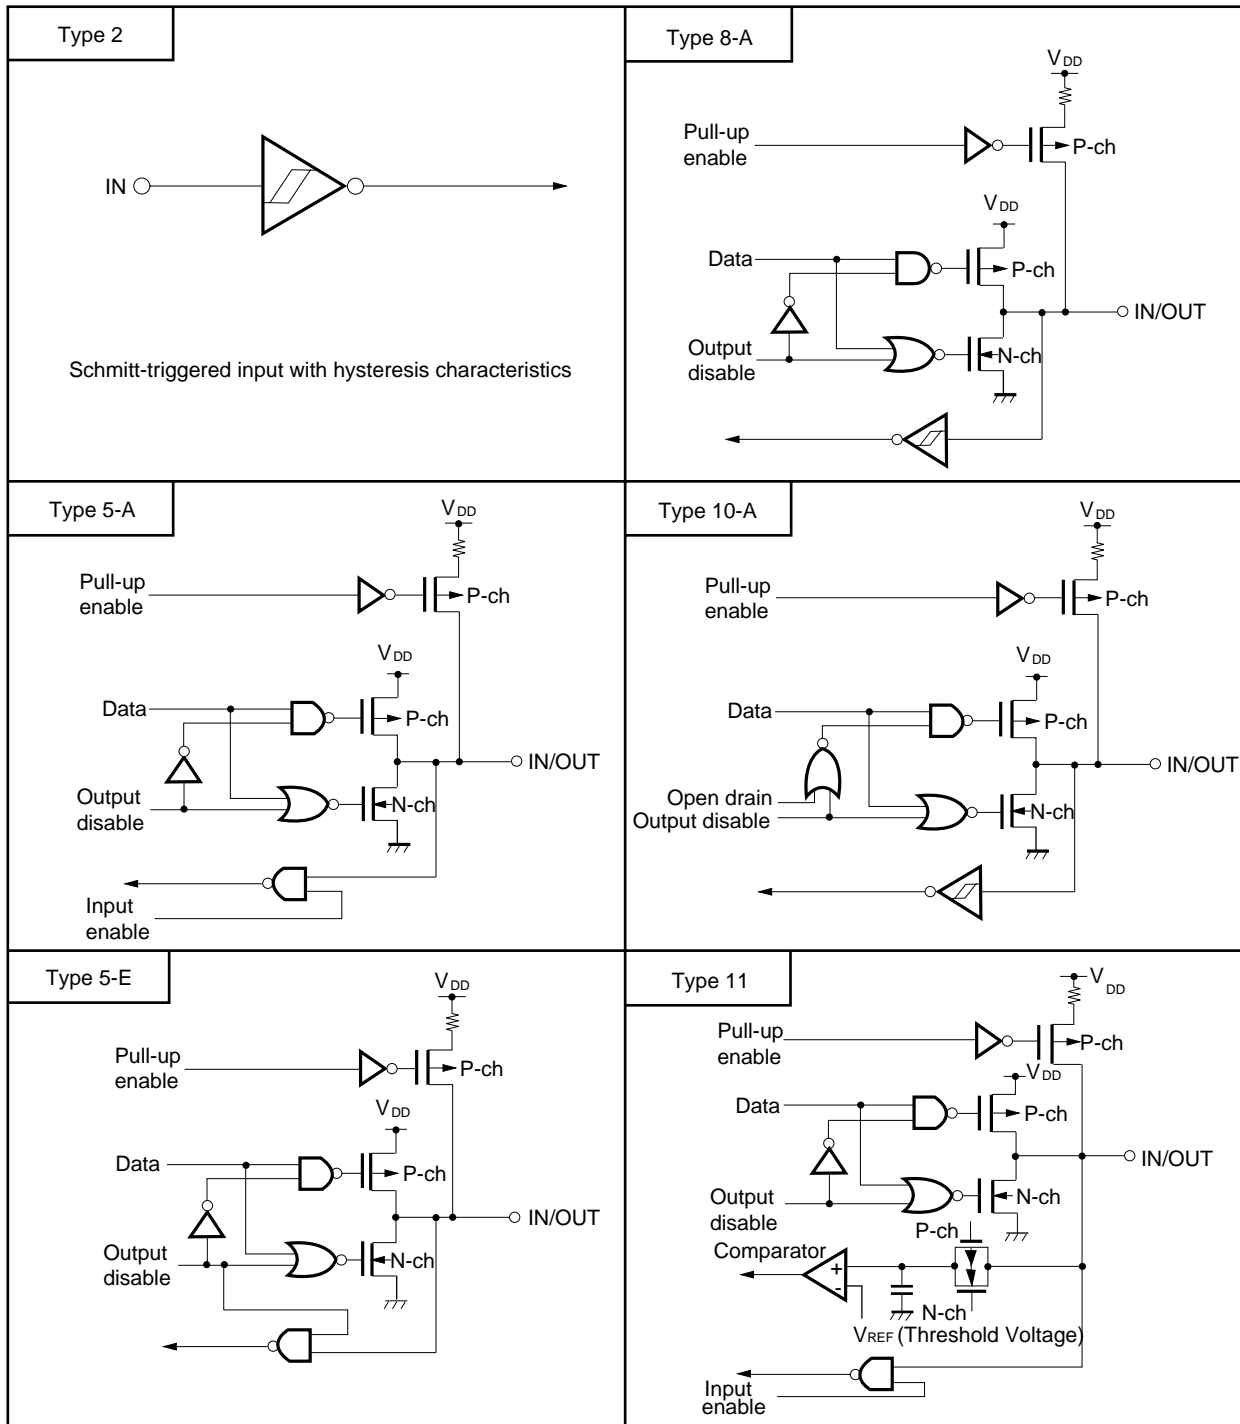 Type 2
IN
Schmitt-triggered input with hysteresis characteristics
Type 8-A
VDD
Pull-up
enable
P-ch
VDD
Data
P-ch
IN/OUT
Output
disable
N-ch
Type 5-A
VDD
Pull-up
enable
P-ch
VDD
Data
P-ch
IN/OUT
Output
disable
N-ch
Input
enable
Type 10-A
VDD
Pull-up
enable
P-ch
VDD
Data
P-ch
IN/OUT
Open drain
Output disable
N-ch
Type 5-E
VDD
Pull-up
enable
P-ch
VDD
Data
P-ch
IN/OUT
Output
disable
N-ch
Type 11
VDD
Pull-up
enable
P-ch
VDD
Data
P-ch
IN/OUT
Output
disable
N-ch
P-ch
Comparator
+
-
N-ch
VREF (Threshold Voltage)
Input
enable